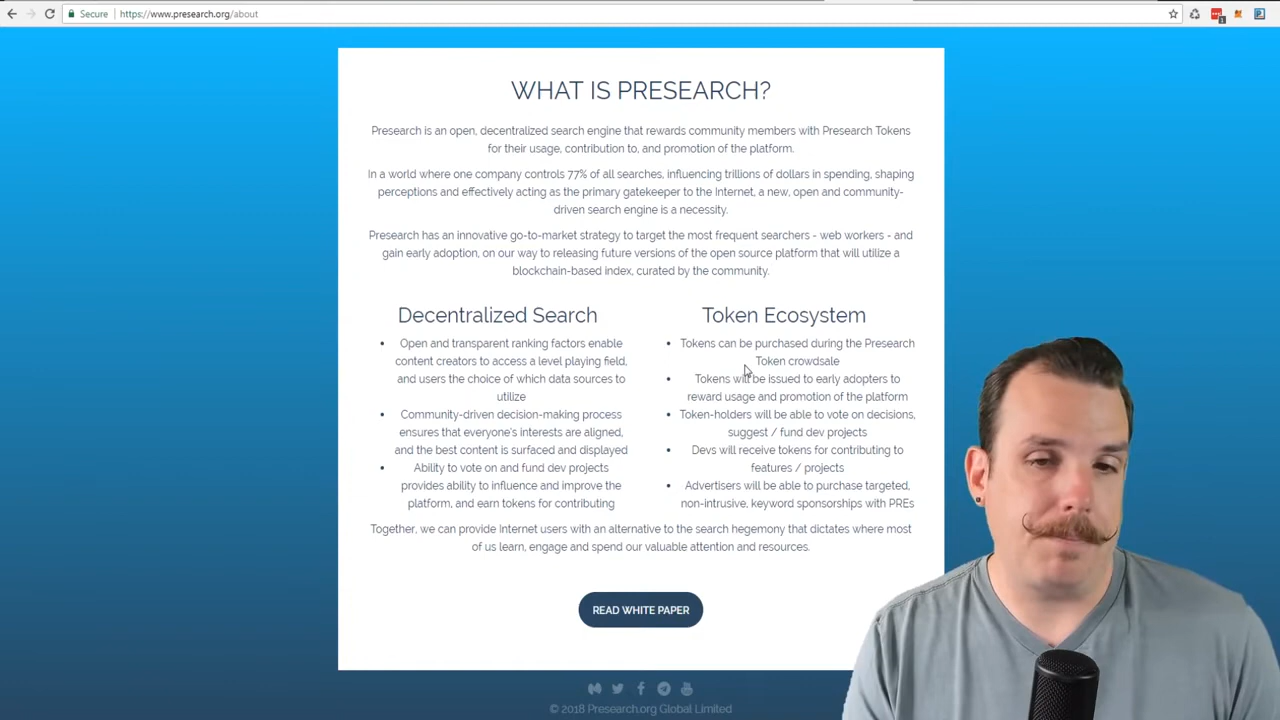 Secure
https://www.presearch.org/about
WHAT IS PRESEARCH?
Presearch is an open, decentralized search engine that rewards community members with Presearch Tokens
for their usage, contribution to, and promotion of the platform.
In a world where one company controls 77% of all searches, influencing trillions of dollars in spending, shaping
perceptions and effectively acting as the primary gatekeeper to the Internet, a new, open and community-
driven search engine is a necessity.
Presearch has an innovative go-to-market strategy to target the most frequent searchers - web workers - and
gain early adoption, on our way to releasing future versions of the open source platform that will utilize a
blockchain-based index, curated by the community.
Decentralized Search
Open and transparent ranking factors enable
content creators to access a level playing field,
and users the choice of which data sources to
utilize
Community-driven decision-making process
ensures that everyone's interests are aligned,
and the best content is surfaced and displayed
Ability to vote on and fund dev projects
provides ability to influence and improve the
platform, and earn tokens for contributing
Token Ecosystem
Tokens can be purchased during the Presearch
Token crowdsale
Tokens will be issued to early adopters to
reward usage and promotion of the platform
Token-holders will be able to vote on decisions,
suggest / fund dev projects
Devs will receive tokens for contributing to
features / projects
Advertisers will be able to purchase targeted,
non-intrusive, keyword sponsorships with PREs
Together, we can provide Internet users with an alternative to the search hegemony that dictates where most
of us learn, engage and spend our valuable attention and resources.
READ WHITE PAPER
© 2018 Presearch.org Global Limited